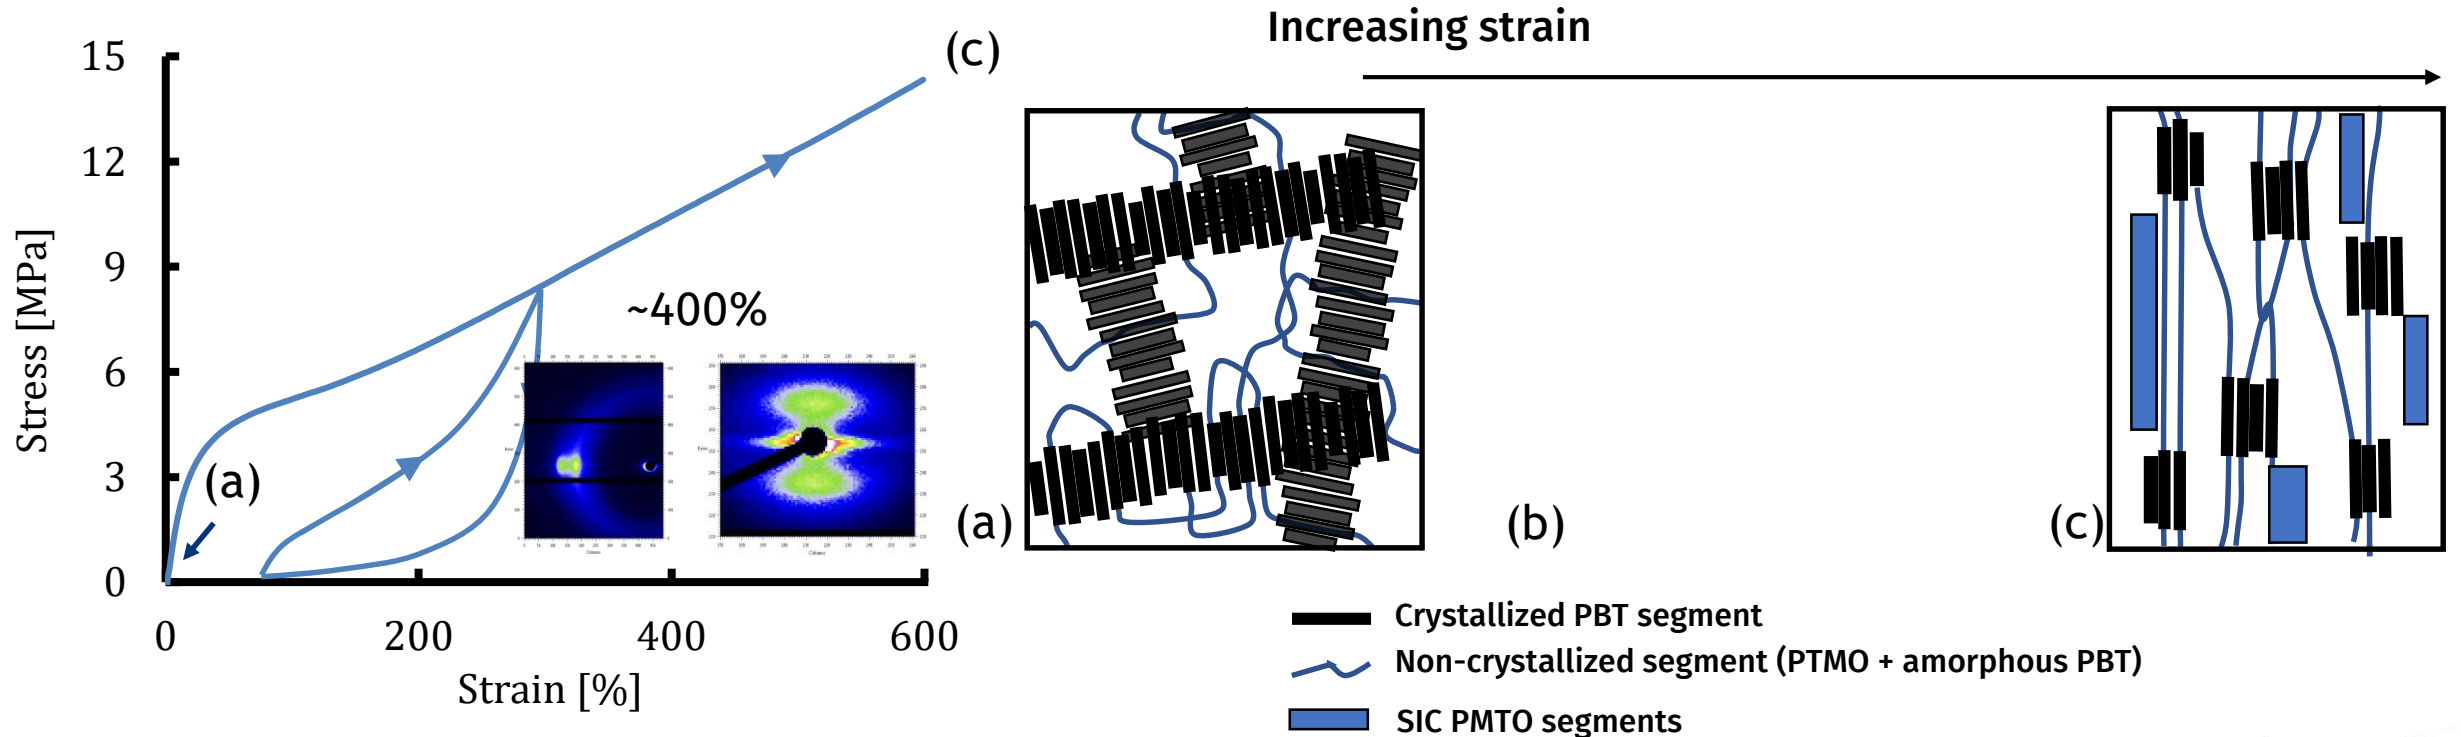 Increasing strain
15
12
9
6
3
0
Stress [MPa]
0
200
400
600
Strain [%]
(a)
(c)
~400%
(a)
(b)
(c)
Crystallized PBT segment
Non-crystallized segment (PTMO + amorphous PBT)
SIC PMTO segments